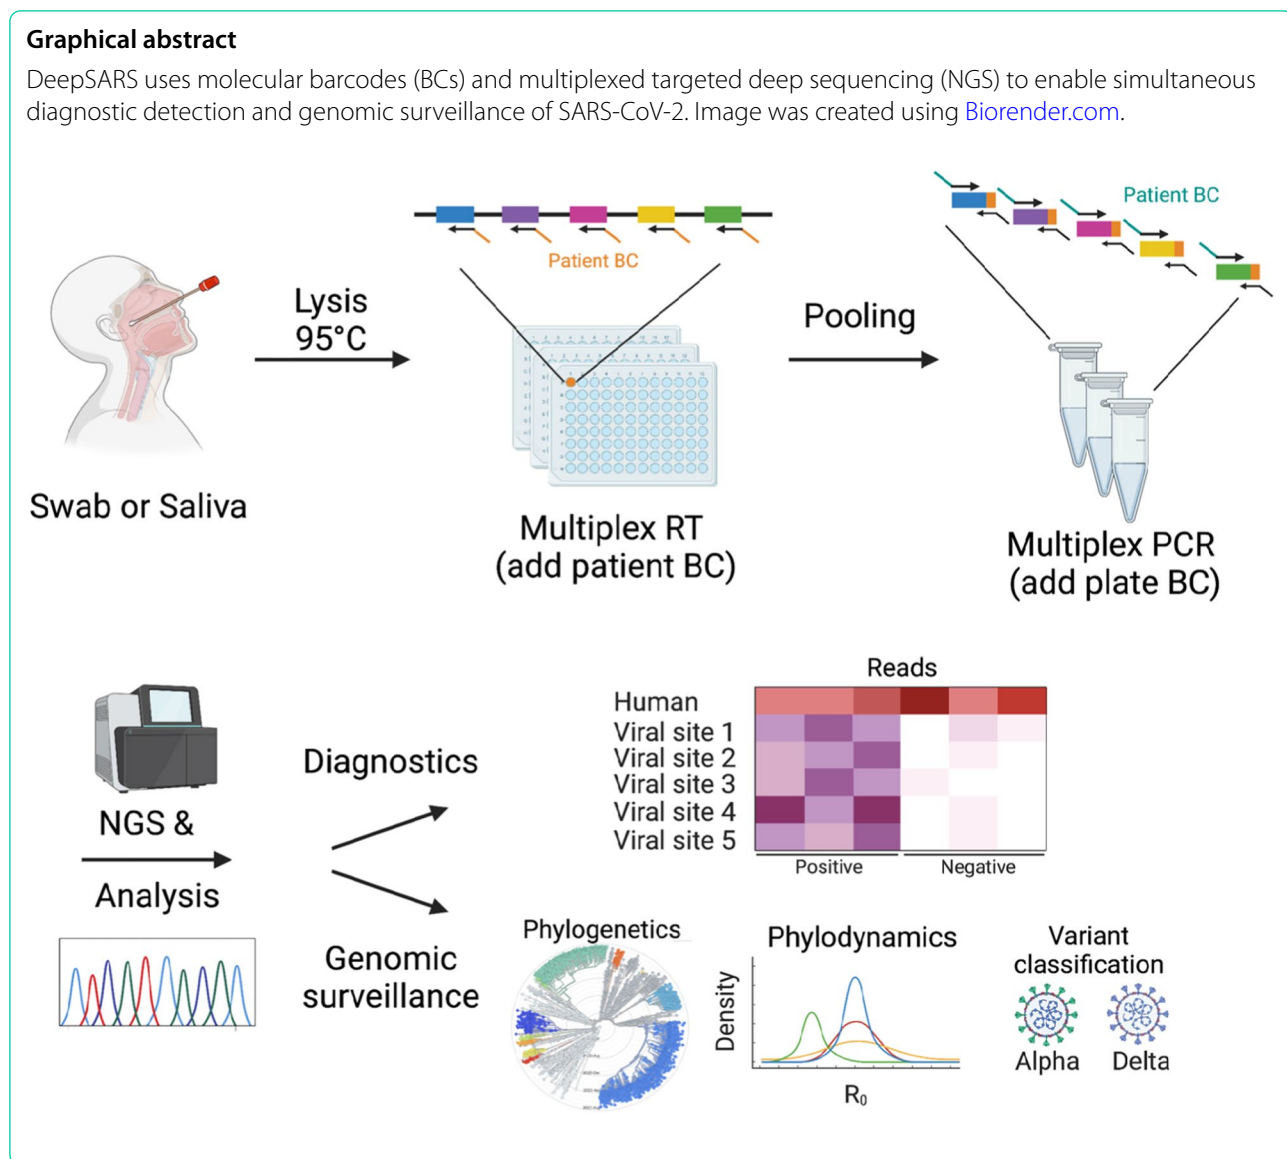 Graphical abstract
DeepSARS uses molecular barcodes (BCs) and multiplexed targeted deep sequencing (NGS) to enable simultaneous
diagnostic detection and genomic surveillance of SARS-CoV-2. Image was created using Biorender.com.
Swab or Saliva
Lysis
95°C
Patient BC
Multiplex RT
(add patient BC)
Pooling
Patient BC
Multiplex PCR
(add plate BC)
NGS &
Analysis
Diagnostics
Genomic
surveillance
Reads
Human
Viral site 1
Viral site 2
Viral site 3
Viral site 4
Viral site 5
Positive
Negative
Phylogenetics
Phylodynamics
Density
R₀
Variant
classification
Alpha
Delta